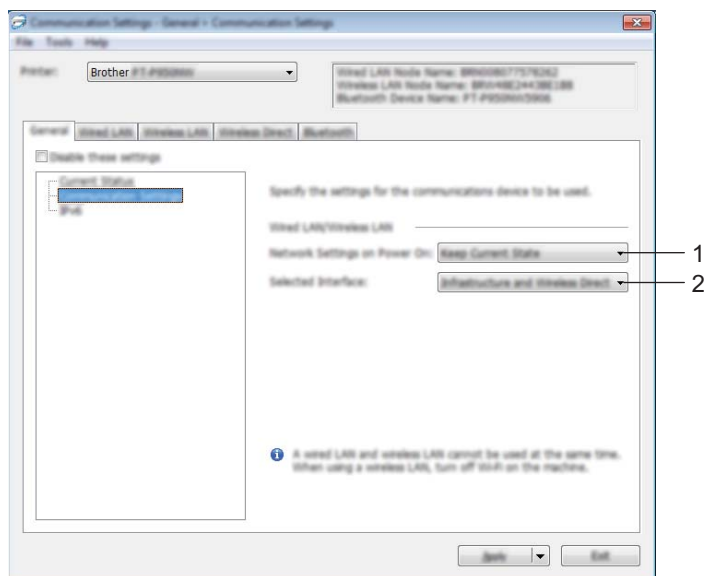 Communication Settings - General > Communication Settings
File Tools Help
Printer: Brother PT-P950NW
Wired LAN Node Name:
Wireless LAN Node Name:
Bluetooth Device Name:
General Wired LAN Wireless LAN Wireless Direct Bluetooth
Disable these settings
Current Status
Communication Settings
IPv6
Specify the settings for the communications device to be used.
Wired LAN/Wireless LAN
Network Settings on Power On: Keep Current State 1
Selected Interface: Infrastructure and Wireless Direct 2
A wired LAN and wireless LAN cannot be used at the same time.
When using a wireless LAN, turn off Wi-Fi on the machine.
Apply Exit